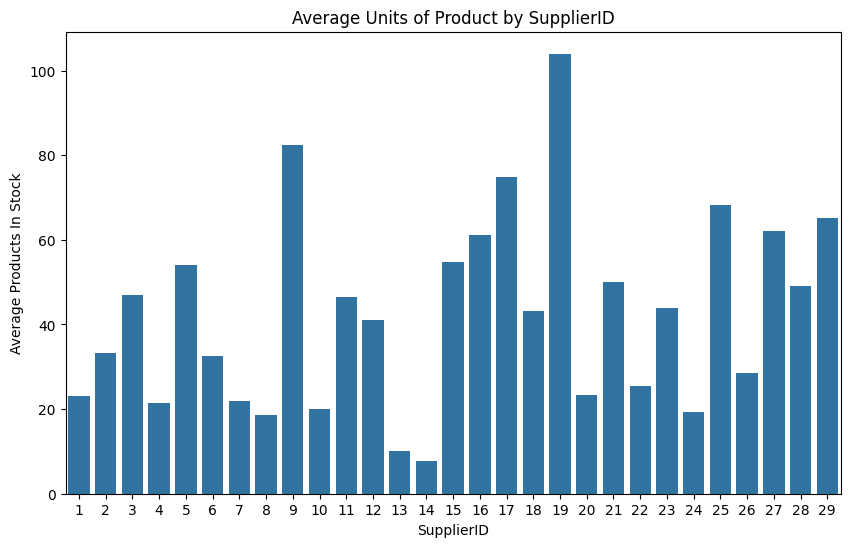 Average Units of Product by SupplierID
Average Products In Stock
100
80
60
40
20
0
1 2 3 4 5 6 7 8 9 10 11 12 13 14 15 16 17 18 19 20 21 22 23 24 25 26 27 28 29
SupplierID